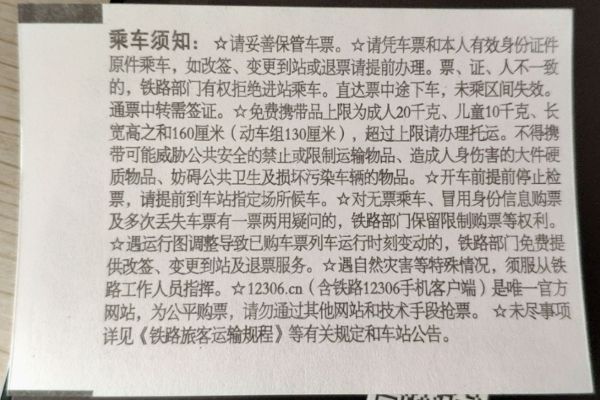 乘车须知：☆请妥善保管车票。☆请凭车票和本人有效身份证件
原件乘车，如改签、变更到站或退票请提前办理。票、证、人不一致
的，铁路部门有权拒绝进站乘车。直达票中途下车，未乘区间失效。
通票中转需签证。☆免费携带品上限为成人20千克、儿童10千克、长
宽高之和160厘米（动车组130厘米），超过上限请办理托运。不得携
带可能威胁公共安全的禁止或限制运输物品、造成人身伤害的大件硬
质物品、妨碍公共卫生及损坏污染车辆的物品。☆开车前提前停止检
票，请提前到车站指定场所候车。☆对无票乘车、冒用身份信息购票
及多次丢失车票有一票两用疑问的，铁路部门保留限制购票等权利。
☆遇运行图调整导致已购车票列车运行时刻变动的，铁路部门免费提
供改签、变更到站及退票服务。☆遇自然灾害等特殊情况，须服从铁
路工作人员指挥。☆12306.cn（含铁路12306手机客户端）是唯一官方
网站，为公平购票，请勿通过其他网站和技术手段抢票。☆未尽事项
详见《铁路旅客运输规程》等有关规定和车站公告。